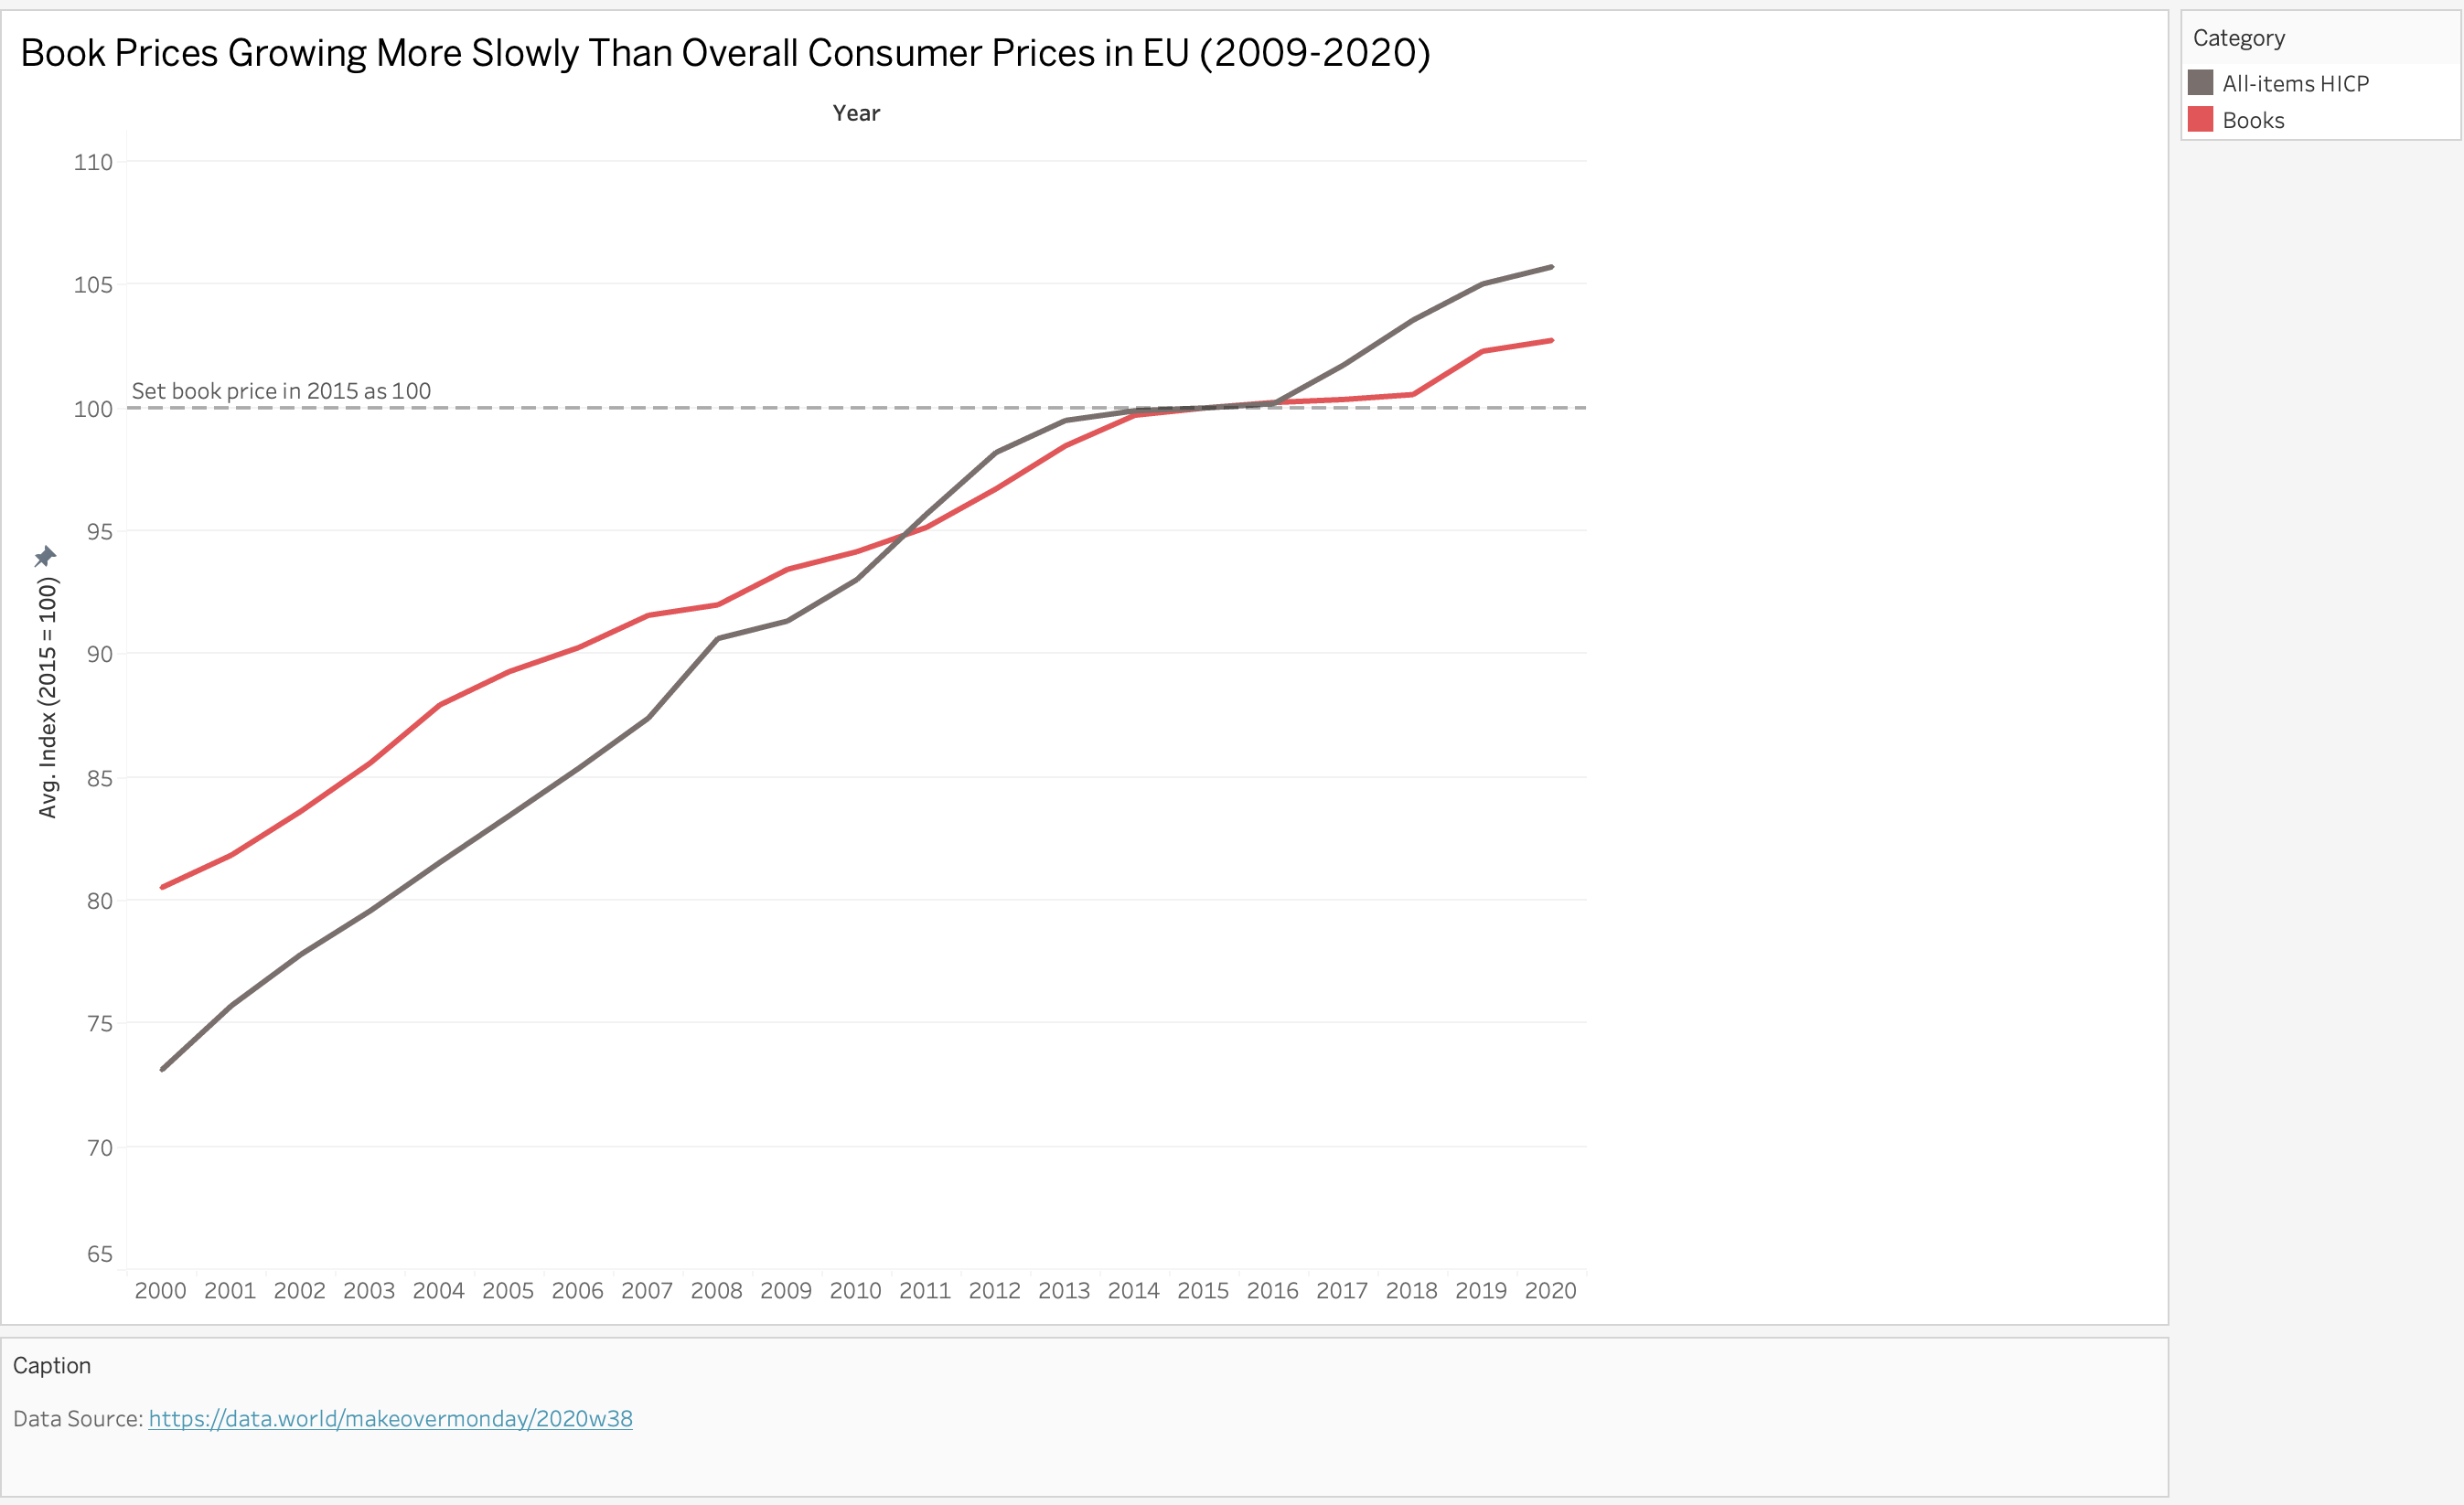 Book Prices Growing More Slowly Than Overall Consumer Prices in EU (2009-2020)
Category
All-items HICP
Books
Year
110
105
Set book price in 2015 as 100
100
95
90
85
80
75
70
65
Avg. Index (2015 = 100)
2000 2001 2002 2003 2004 2005 2006 2007 2008 2009 2010 2011 2012 2013 2014 2015 2016 2017 2018 2019 2020
Caption
Data Source: https://data.world/makeovermonday/2020w38